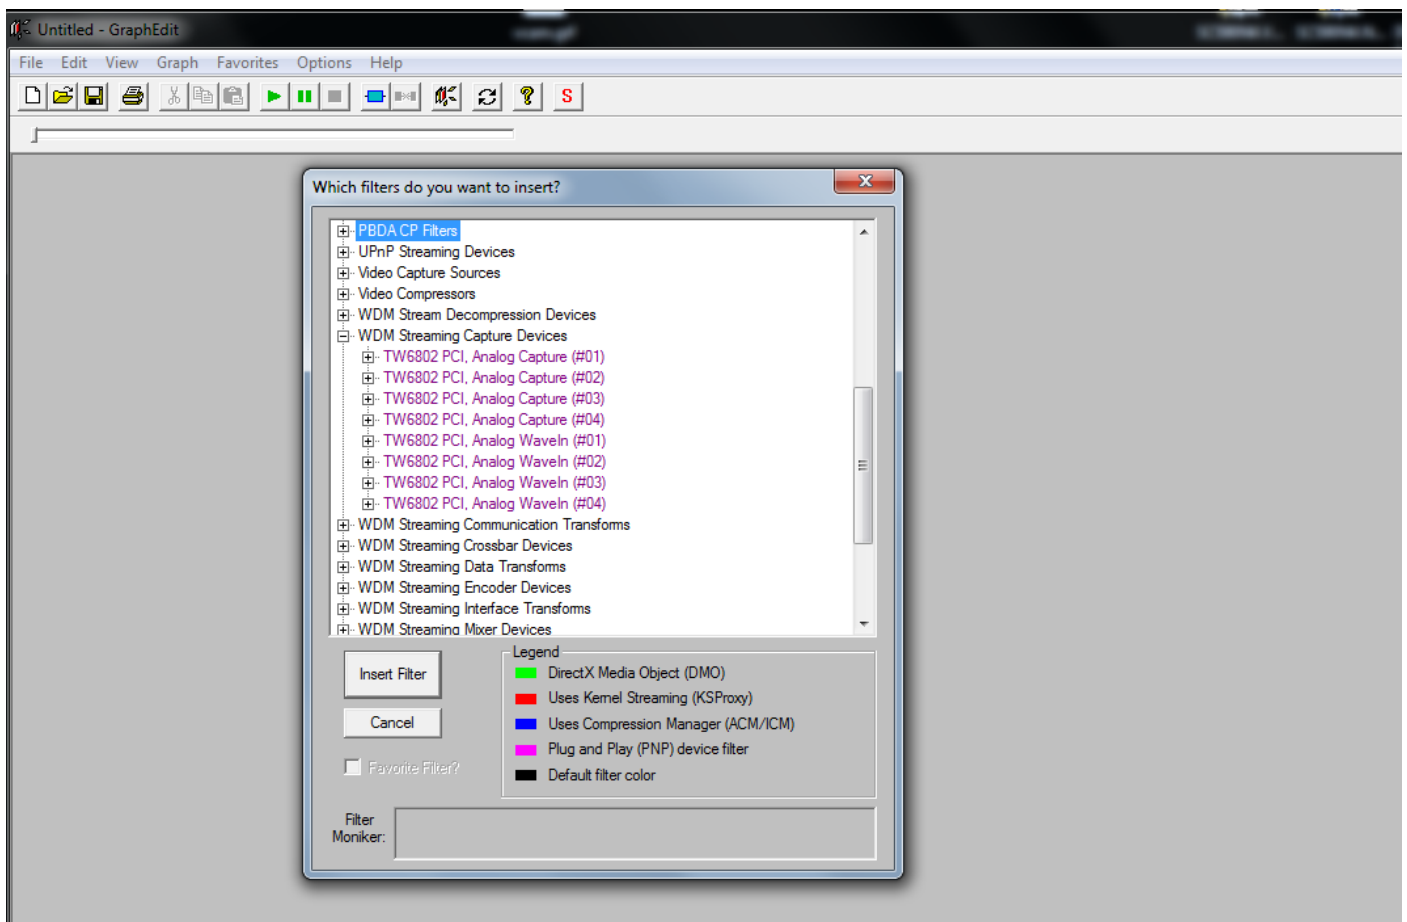 Untitled - GraphEdit
File Edit View Graph Favorites Options Help
S
Which filters do you want to insert?
PBDA CP Filters
UPnP Streaming Devices
Video Capture Sources
Video Compressors
WDM Stream Decompression Devices
WDM Streaming Capture Devices
TW6802 PCI, Analog Capture (#01)
TW6802 PCI, Analog Capture (#02)
TW6802 PCI, Analog Capture (#03)
TW6802 PCI, Analog Capture (#04)
TW6802 PCI, Analog WaveIn (#01)
TW6802 PCI, Analog WaveIn (#02)
TW6802 PCI, Analog WaveIn (#03)
TW6802 PCI, Analog WaveIn (#04)
WDM Streaming Communication Transforms
WDM Streaming Crossbar Devices
WDM Streaming Data Transforms
WDM Streaming Encoder Devices
WDM Streaming Interface Transforms
WDM Streaming Mixer Devices
Insert Filter
Cancel
Favorite Filter?
Legend
DirectX Media Object (DMO)
Uses Kernel Streaming (KSProxy)
Uses Compression Manager (ACM/ICM)
Plug and Play (PNP) device filter
Default filter color
Filter
Moniker: